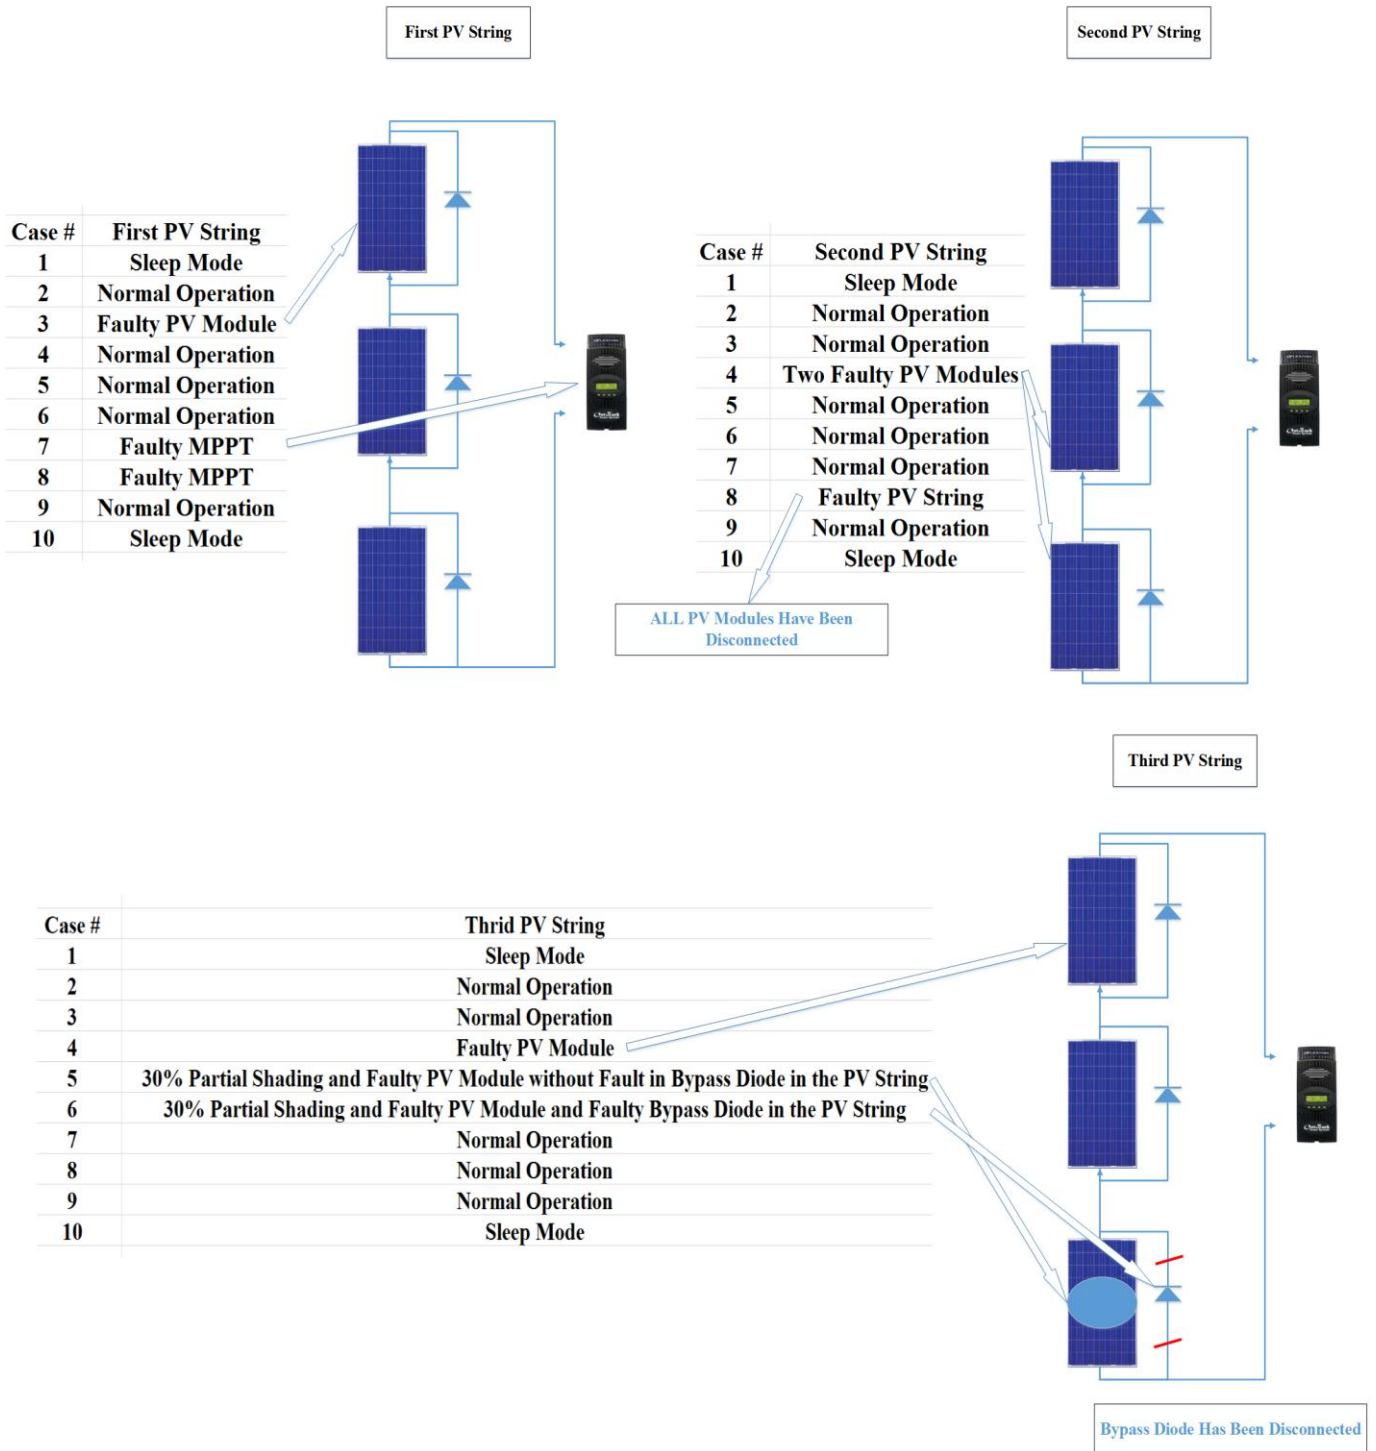 First PV String
Second PV String
Case # First PV String
1 Sleep Mode
2 Normal Operation
3 Faulty PV Module
4 Normal Operation
5 Normal Operation
6 Normal Operation
7 Faulty MPPT
8 Faulty MPPT
9 Normal Operation
10 Sleep Mode
Case # Second PV String
1 Sleep Mode
2 Normal Operation
3 Normal Operation
4 Two Faulty PV Modules
5 Normal Operation
6 Normal Operation
7 Normal Operation
8 Faulty PV String
9 Normal Operation
10 Sleep Mode
ALL PV Modules Have Been
Disconnected
Third PV String
Case # Thrid PV String
1 Sleep Mode
2 Normal Operation
3 Normal Operation
4 Faulty PV Module
5 30% Partial Shading and Faulty PV Module without Fault in Bypass Diode in the PV String
6 30% Partial Shading and Faulty PV Module and Faulty Bypass Diode in the PV String
7 Normal Operation
8 Normal Operation
9 Normal Operation
10 Sleep Mode
Bypass Diode Has Been Disconnected